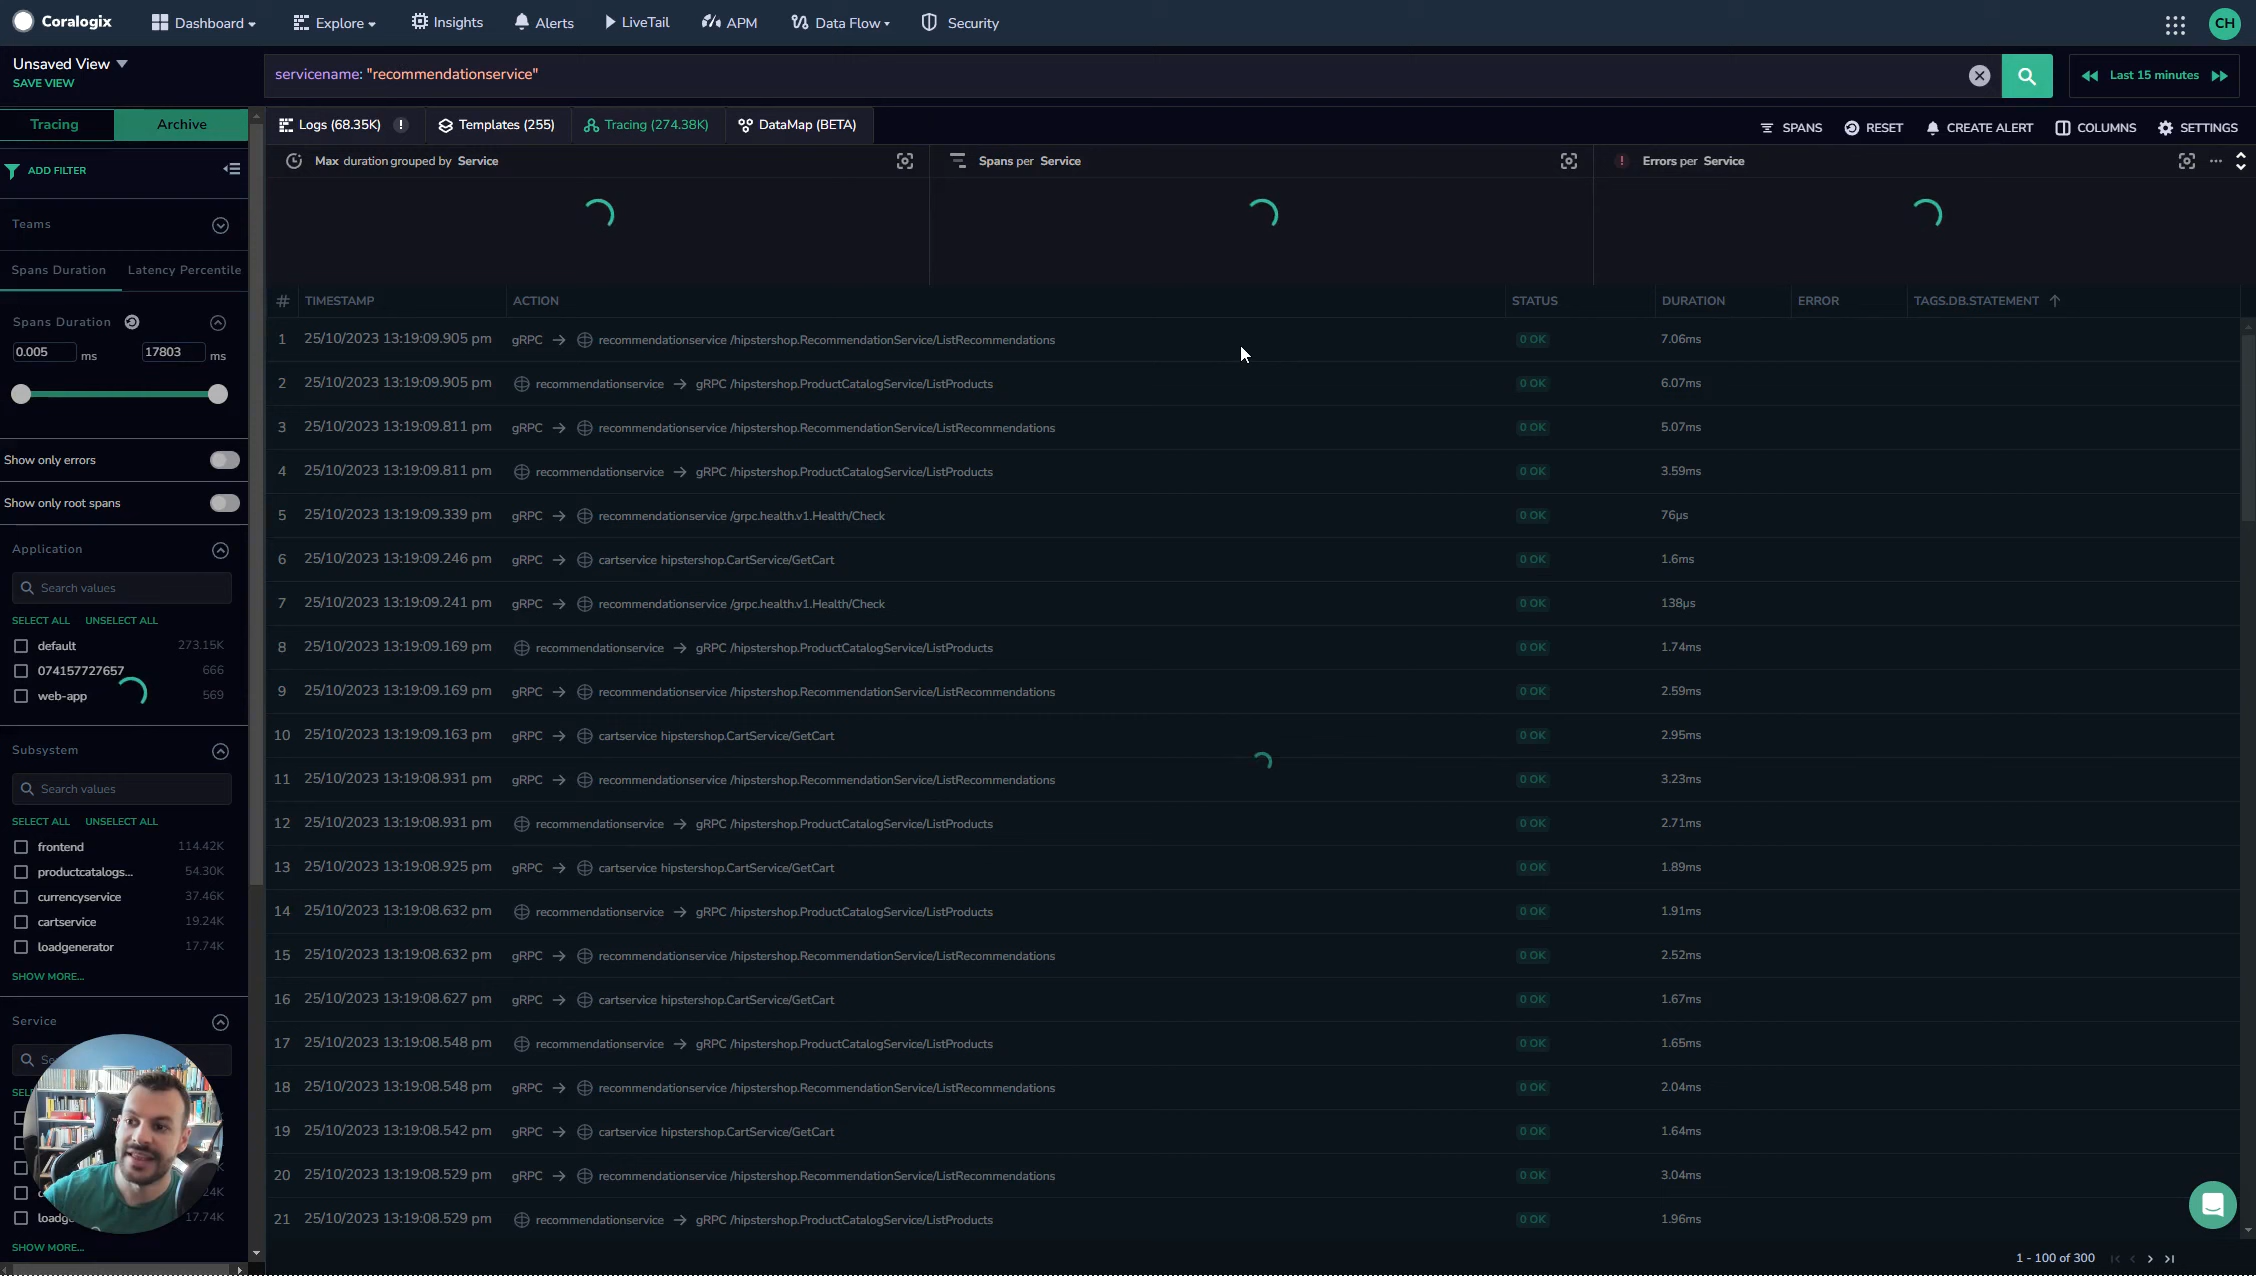 Coralogix Dashboard Explore Insights Alerts LiveTail APM Data Flow Security CH
Unsaved View
SAVE VIEW
servicename: "recommendationservice"
Last 15 minutes
Tracing Archive
Logs (68.35K) ! Templates (255) Tracing (274.38K) DataMap (BETA)
SPANS RESET CREATE ALERT COLUMNS SETTINGS
ADD FILTER
Max duration grouped by Service
Spans per Service
! Errors per Service
Teams
Spans Duration Latency Percentile
Spans Duration
0.005 ms 17803 ms
Show only errors
Show only root spans
Application
Search values
SELECT ALL UNSELECT ALL
default 273.15K
074157727657 666
web-app 569
Subsystem
Search values
SELECT ALL UNSELECT ALL
frontend 114.42K
productcatalogs... 54.30K
currencyservice 37.46K
cartservice 19.24K
loadgenerator 17.74K
SHOW MORE...
Service
17.74K
SHOW MORE...
# TIMESTAMP ACTION STATUS DURATION ERROR TAGS.DB.STATEMENT
1 25/10/2023 13:19:09.905 pm gRPC → recommendationservice /hipstershop.RecommendationService/ListRecommendations 0 OK 7.06ms
2 25/10/2023 13:19:09.905 pm recommendationservice → gRPC /hipstershop.ProductCatalogService/ListProducts 0 OK 6.07ms
3 25/10/2023 13:19:09.811 pm gRPC → recommendationservice /hipstershop.RecommendationService/ListRecommendations 0 OK 5.07ms
4 25/10/2023 13:19:09.811 pm recommendationservice → gRPC /hipstershop.ProductCatalogService/ListProducts 0 OK 3.59ms
5 25/10/2023 13:19:09.339 pm gRPC → recommendationservice /grpc.health.v1.Health/Check 0 OK 76μs
6 25/10/2023 13:19:09.246 pm gRPC → cartservice hipstershop.CartService/GetCart 0 OK 1.6ms
7 25/10/2023 13:19:09.241 pm gRPC → recommendationservice /grpc.health.v1.Health/Check 0 OK 138μs
8 25/10/2023 13:19:09.169 pm recommendationservice → gRPC /hipstershop.ProductCatalogService/ListProducts 0 OK 1.74ms
9 25/10/2023 13:19:09.169 pm gRPC → recommendationservice /hipstershop.RecommendationService/ListRecommendations 0 OK 2.59ms
10 25/10/2023 13:19:09.163 pm gRPC → cartservice hipstershop.CartService/GetCart 0 OK 2.95ms
11 25/10/2023 13:19:08.931 pm gRPC → recommendationservice /hipstershop.RecommendationService/ListRecommendations 0 OK 3.23ms
12 25/10/2023 13:19:08.931 pm recommendationservice → gRPC /hipstershop.ProductCatalogService/ListProducts 0 OK 2.71ms
13 25/10/2023 13:19:08.925 pm gRPC → cartservice hipstershop.CartService/GetCart 0 OK 1.89ms
14 25/10/2023 13:19:08.632 pm recommendationservice → gRPC /hipstershop.ProductCatalogService/ListProducts 0 OK 1.91ms
15 25/10/2023 13:19:08.632 pm gRPC → recommendationservice /hipstershop.RecommendationService/ListRecommendations 0 OK 2.52ms
16 25/10/2023 13:19:08.627 pm gRPC → cartservice hipstershop.CartService/GetCart 0 OK 1.67ms
17 25/10/2023 13:19:08.548 pm recommendationservice → gRPC /hipstershop.ProductCatalogService/ListProducts 0 OK 1.65ms
18 25/10/2023 13:19:08.548 pm gRPC → recommendationservice /hipstershop.RecommendationService/ListRecommendations 0 OK 2.04ms
19 25/10/2023 13:19:08.542 pm gRPC → cartservice hipstershop.CartService/GetCart 0 OK 1.64ms
20 25/10/2023 13:19:08.529 pm gRPC → recommendationservice /hipstershop.RecommendationService/ListRecommendations 0 OK 3.04ms
21 25/10/2023 13:19:08.529 pm recommendationservice → gRPC /hipstershop.ProductCatalogService/ListProducts 0 OK 1.96ms
1 - 100 of 300